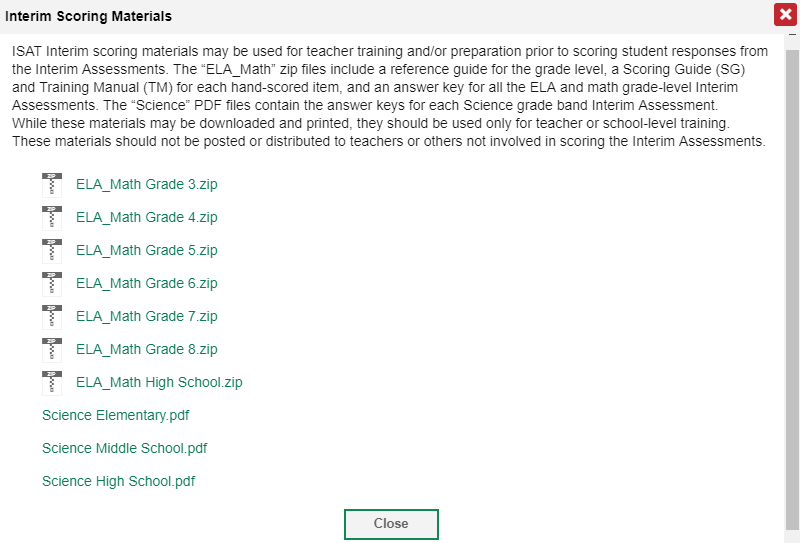 Interim Scoring Materials
ISAT Interim scoring materials may be used for teacher training and/or preparation prior to scoring student responses from
the Interim Assessments. The “ELA_Math” zip files include a reference guide for the grade level, a Scoring Guide (SG)
and Training Manual (TM) for each hand-scored item, and an answer key for all the ELA and math grade-level Interim
Assessments. The “Science” PDF files contain the answer keys for each Science grade band Interim Assessment.
While these materials may be downloaded and printed, they should be used only for teacher or school-level training.
These materials should not be posted or distributed to teachers or others not involved in scoring the Interim Assessments.
ZIP ELA_Math Grade 3.zip
ZIP ELA_Math Grade 4.zip
ZIP ELA_Math Grade 5.zip
ZIP ELA_Math Grade 6.zip
ZIP ELA_Math Grade 7.zip
ZIP ELA_Math Grade 8.zip
ZIP ELA_Math High School.zip
Science Elementary.pdf
Science Middle School.pdf
Science High School.pdf
Close